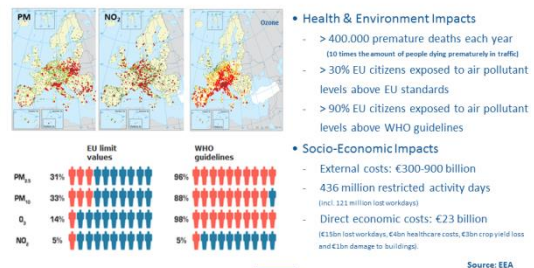 PM
NO₂
Ozone
EU limit
values
WHO
guidelines
PM₂.₅ 31% 96%
PM₁₀ 33% 88%
O₃ 14% 98%
NO₂ 5% 5%
• Health & Environment Impacts
- > 400.000 premature deaths each year
(10 times the amount of people dying prematurely in traffic)
- > 30% EU citizens exposed to air pollutant
levels above EU standards
- > 90% EU citizens exposed to air pollutant
levels above WHO guidelines
• Socio-Economic Impacts
- External costs: €300-900 billion
- 436 million restricted activity days
(incl. 121 million lost workdays)
- Direct economic costs: €23 billion
(€15bn lost workdays, €4bn healthcare costs, €3bn crop yield loss
and €1bn damage to buildings).
Source: EEA